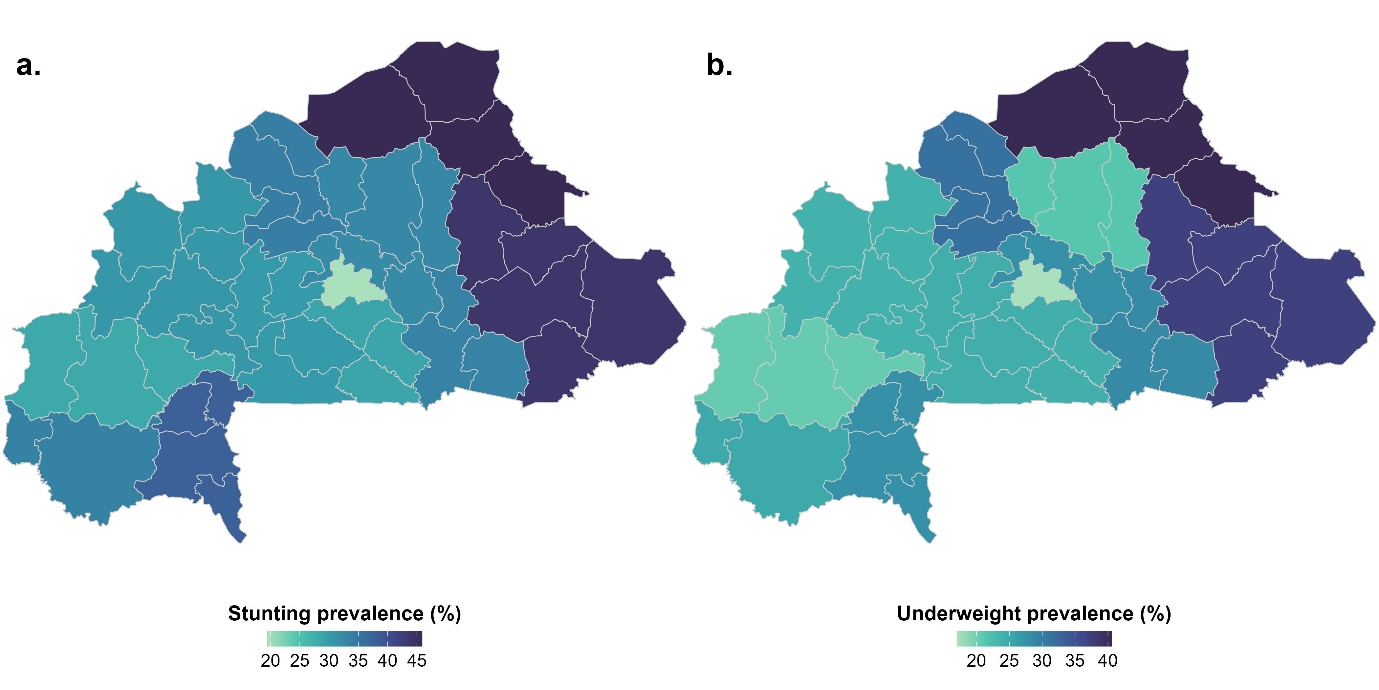 a.
b.
Stunting prevalence (%)
20 25 30 35 40 45
Underweight prevalence (%)
20 25 30 35 40